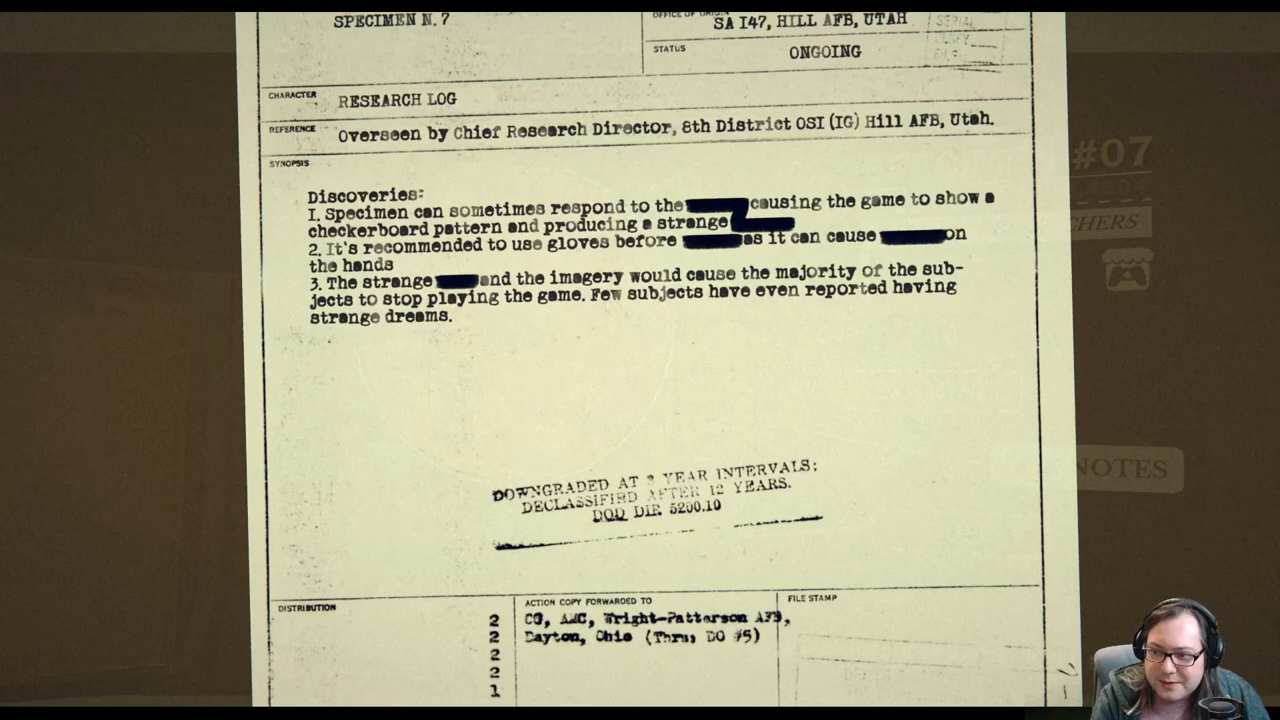 SPECIMEN N. 7
OFFICE OF ORIGIN
SA I47, HILL AFB, UTAH
SERIAL
STATUS
ONGOING
CHARACTER
RESEARCH LOG
REFERENCE
Overseen by Chief Research Director, 8th District OSI (IG) Hill AFB, Utah.
SYNOPSIS
#07
Discoveries:
I. Specimen can sometimes respond to the causing the game to show a
checkerboard pattern and producing a strange
2. It's recommended to use gloves before as it can cause on
the hands
3. The strange and the imagery would cause the majority of the sub-
jects to stop playing the game. Few subjects have even reported having
strange dreams.
CHERS
NOTES
DOWNGRADED AT 3 YEAR INTERVALS;
DECLASSIFIED AFTER 12 YEARS.
DOD DIR 5200.10
DISTRIBUTION
ACTION COPY FORWARDED TO
FILE STAMP
2 CG, AMC, Wright-Patterson AFB,
2 Dayton, Ohio (Thru; DO #5)
2
2
1